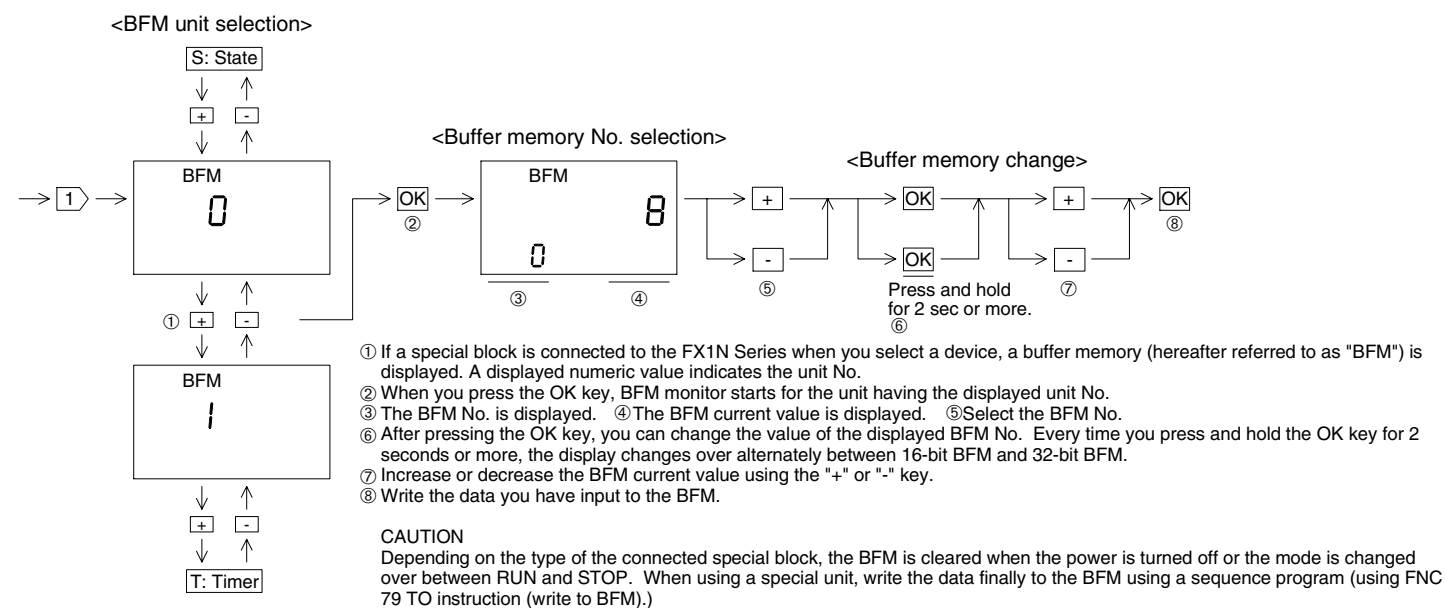 <BFM unit selection>
S: State
+ -
<Buffer memory No. selection>
<Buffer memory change>
1
BFM
0
OK
②
BFM
8
0
③ ④
+
-
⑤
OK
OK
Press and hold
for 2 sec or more.
⑥
+
-
⑦
OK
⑧
① + -
BFM
1
+ -
T: Timer
① If a special block is connected to the FX1N Series when you select a device, a buffer memory (hereafter referred to as "BFM") is
displayed. A displayed numeric value indicates the unit No.
② When you press the OK key, BFM monitor starts for the unit having the displayed unit No.
③ The BFM No. is displayed. ④The BFM current value is displayed. ⑤Select the BFM No.
⑥ After pressing the OK key, you can change the value of the displayed BFM No. Every time you press and hold the OK key for 2
seconds or more, the display changes over alternately between 16-bit BFM and 32-bit BFM.
⑦ Increase or decrease the BFM current value using the "+" or "-" key.
⑧ Write the data you have input to the BFM.
CAUTION
Depending on the type of the connected special block, the BFM is cleared when the power is turned off or the mode is changed
over between RUN and STOP. When using a special unit, write the data finally to the BFM using a sequence program (using FNC
79 TO instruction (write to BFM).)